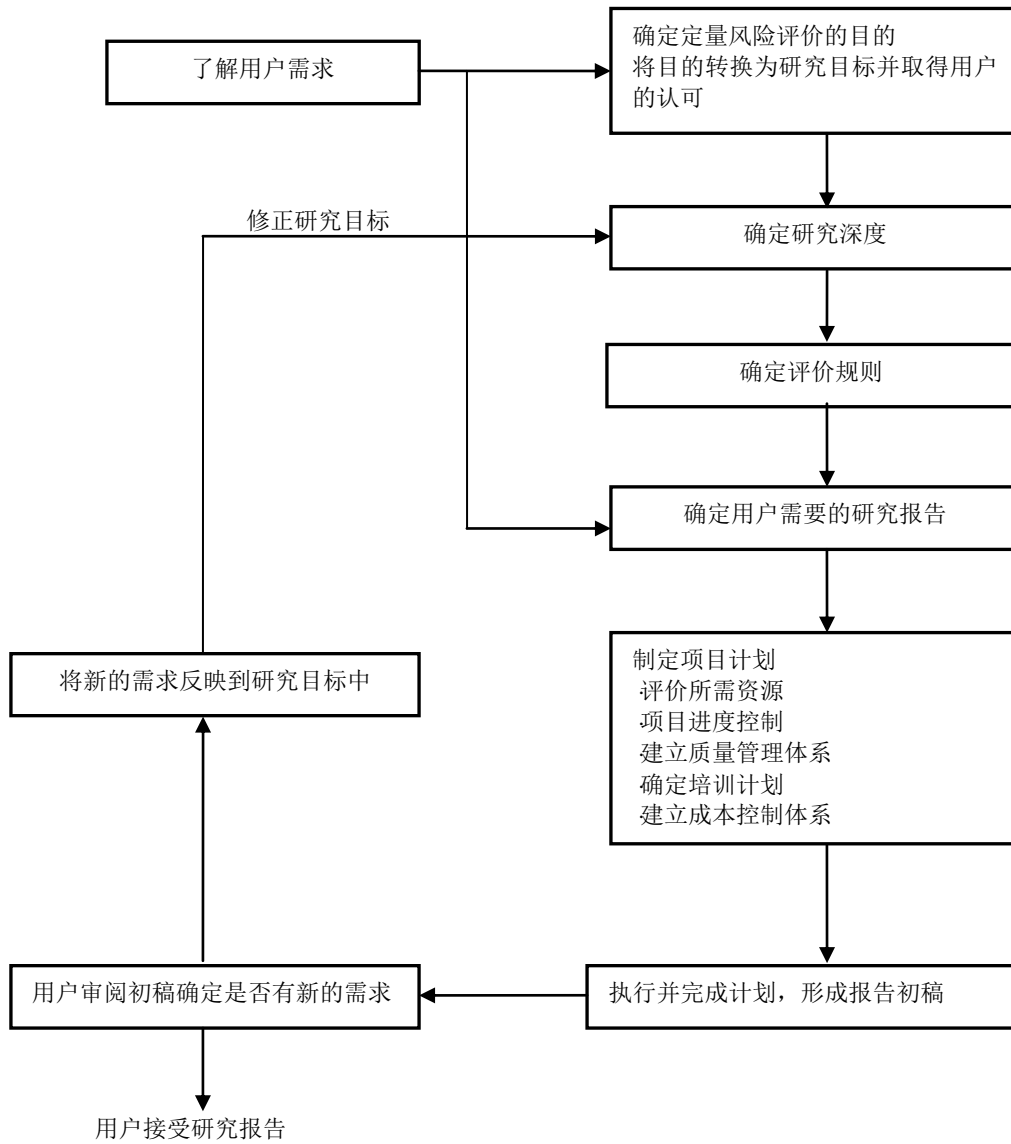 了解用户需求
确定定量风险评价的目的
将目的转换为研究目标并取得用户
的认可
修正研究目标
确定研究深度
确定评价规则
确定用户需要的研究报告
将新的需求反映到研究目标中
制定项目计划
·评价所需资源
·项目进度控制
·建立质量管理体系
·确定培训计划
·建立成本控制体系
用户审阅初稿确定是否有新的需求
执行并完成计划，形成报告初稿
用户接受研究报告